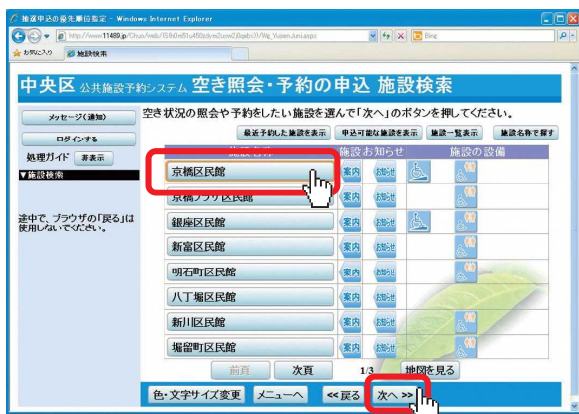 抽選申込の優先順位指定 - Windows Internet Explorer
Bing
お気に入り 施設検索
中央区 公共施設予約システム 空き照会・予約の申込 施設検索
メッセージ(通知)
ログインする
処理ガイド 非表示
▼施設検索
途中で、ブラウザの「戻る」は
使用しないでください。
空き状況の照会や予約をしたい施設を選んで「次へ」のボタンを押してください。
最近予約した施設を表示 申込可能な施設を表示 施設一覧表示 施設名称で探す
施設名称 施設お知らせ 施設の設備
京橋区民館 案内 お知らせ
京橋プラザ区民館 案内 お知らせ
銀座区民館 案内 お知らせ
新富区民館 案内 お知らせ
明石町区民館 案内 お知らせ
八丁堀区民館 案内 お知らせ
新川区民館 案内 お知らせ
堀留町区民館 案内 お知らせ
前頁 次頁 1/3 地図を見る
色・文字サイズ変更 メニューへ <<戻る 次へ >>